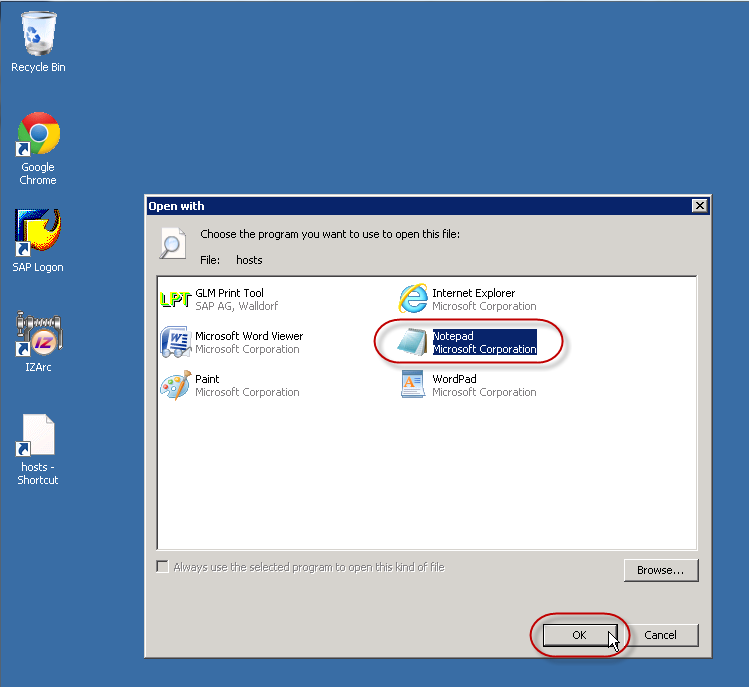 Recycle Bin
Google
Chrome
SAP Logon
IZ
IZArc
hosts -
Shortcut
Open with
Choose the program you want to use to open this file:
File: hosts
LPT
GLM Print Tool
SAP AG, Walldorf
Internet Explorer
Microsoft Corporation
W
Microsoft Word Viewer
Microsoft Corporation
Notepad
Microsoft Corporation
Paint
Microsoft Corporation
A
WordPad
Microsoft Corporation
Always use the selected program to open this kind of file
Browse...
OK
Cancel